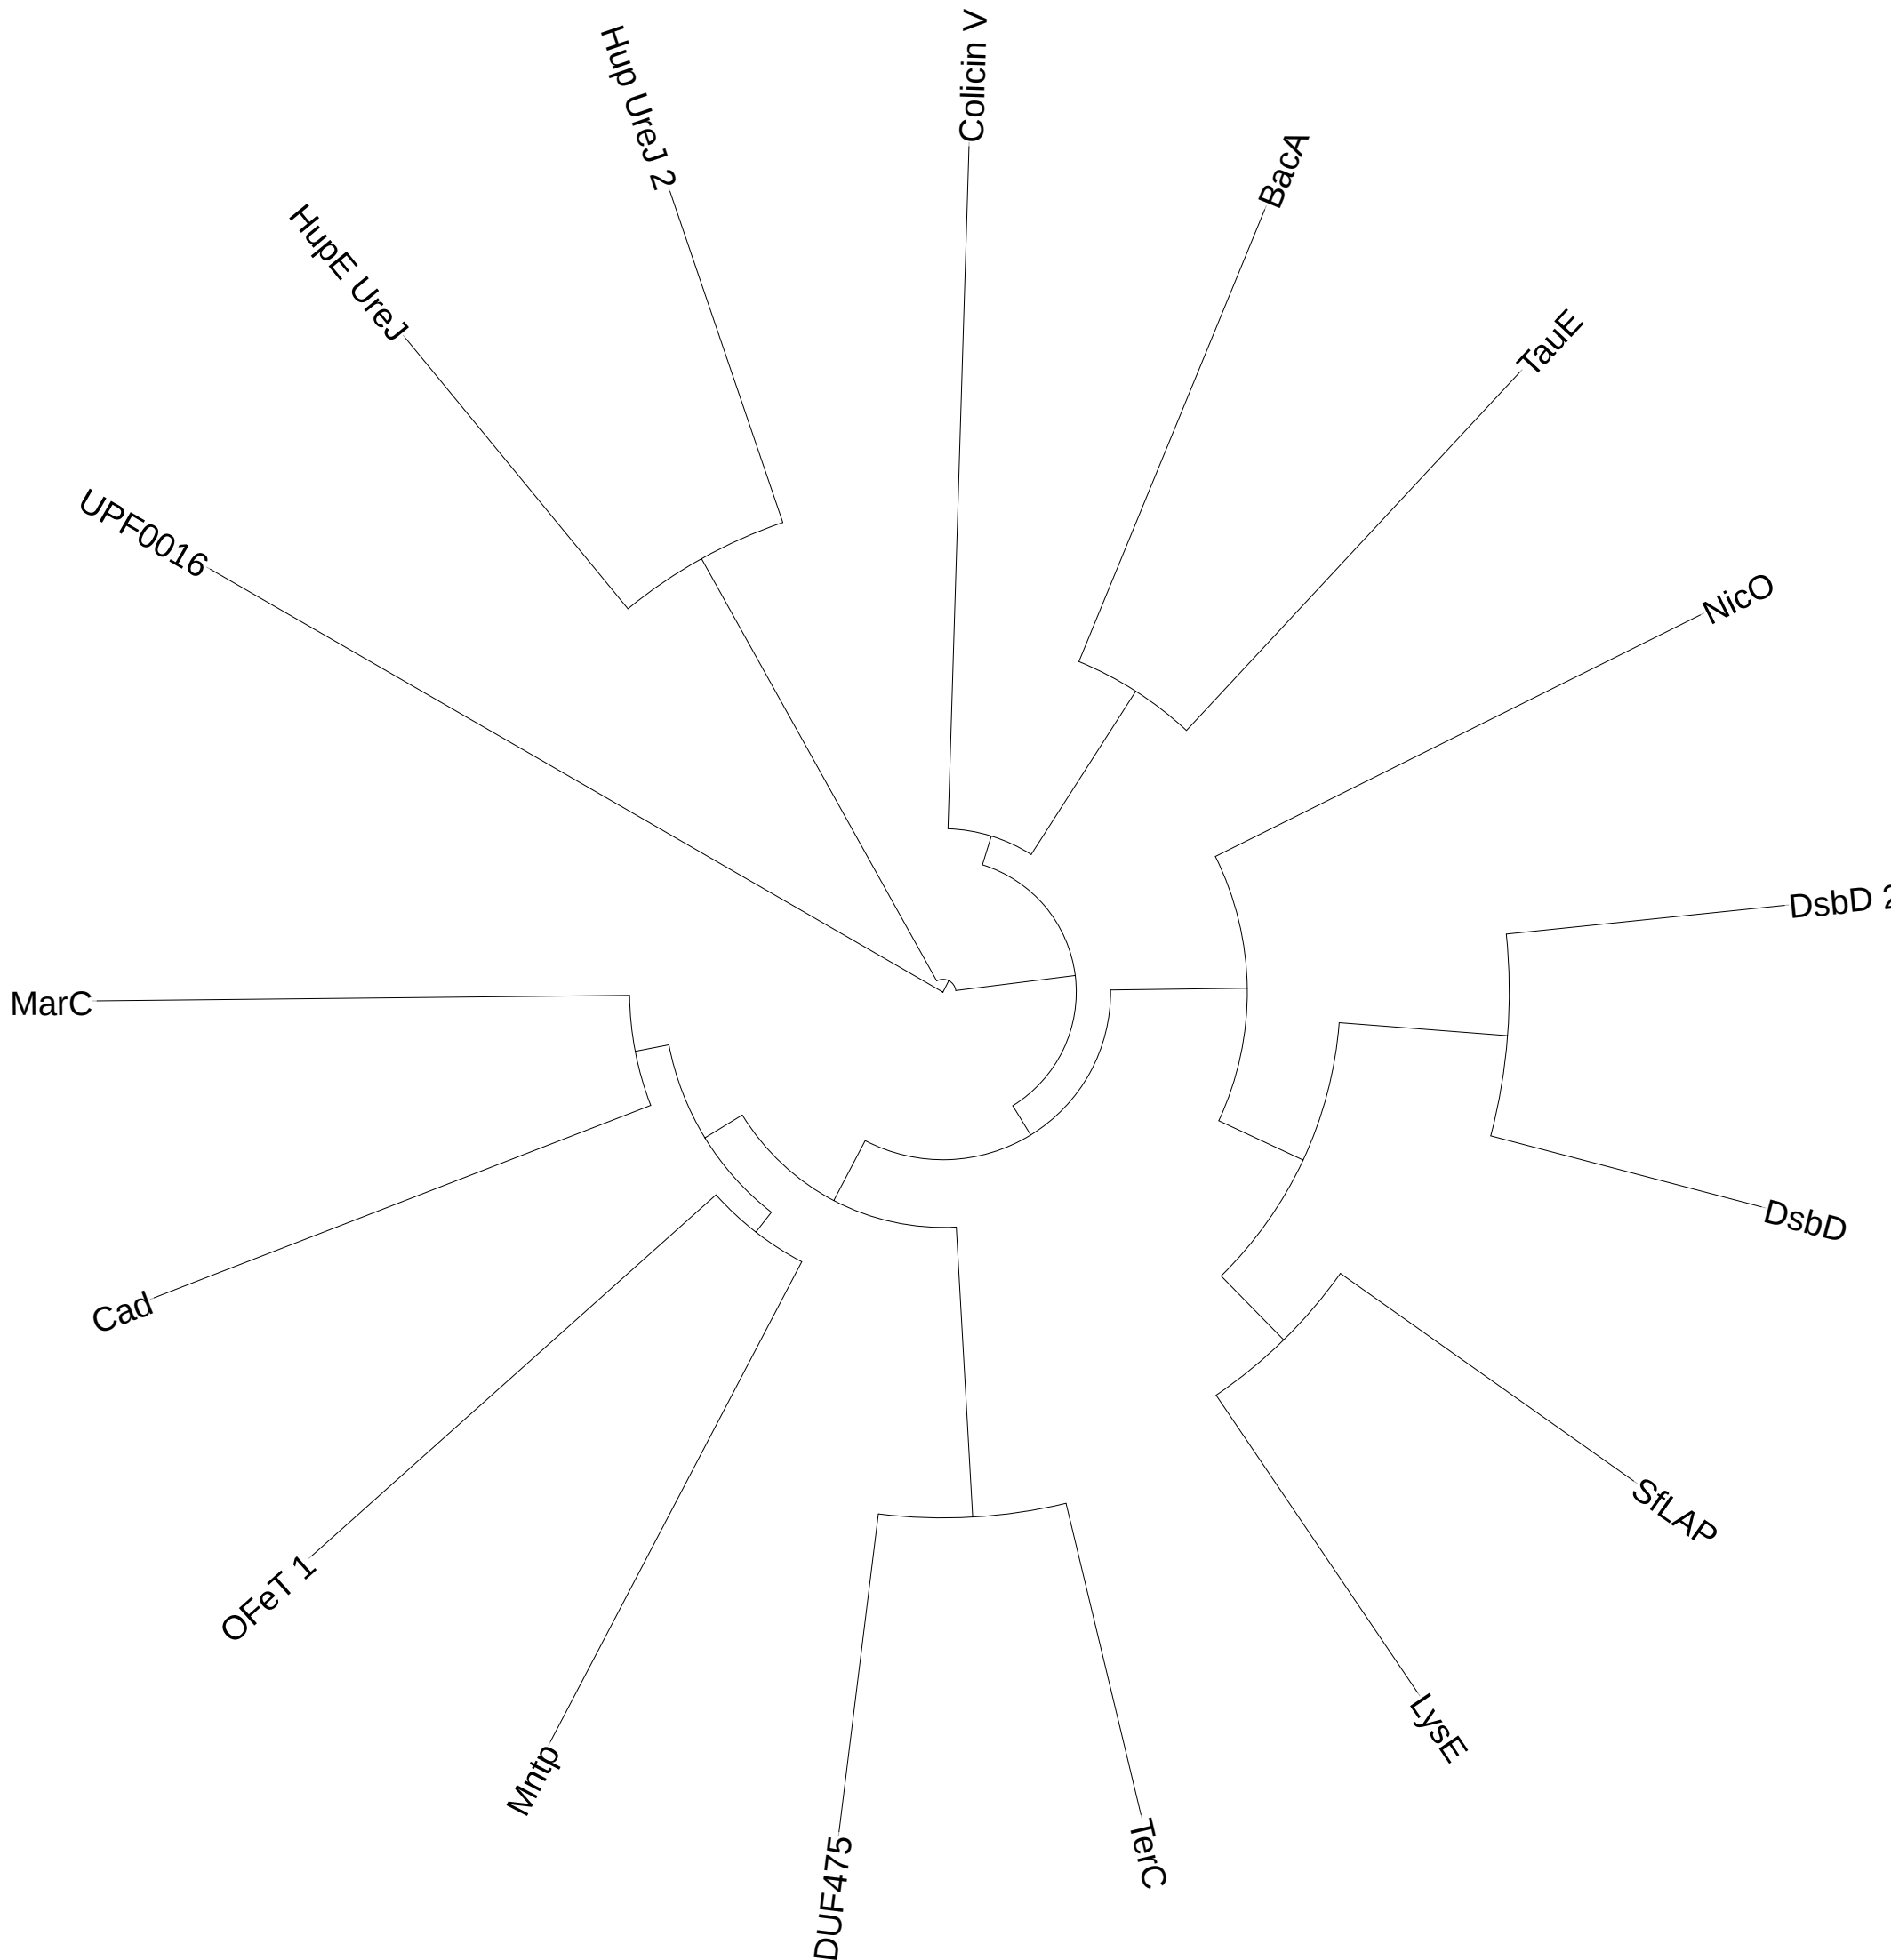 Colicin V
Hup UreJ 2
BacA
HupE UreJ
TauE
UPF0016
NicO
DsbD 2
MarC
DsbD
Cad
SfLAP
OFeT 1
LysE
Mntp
TerC
DUF475